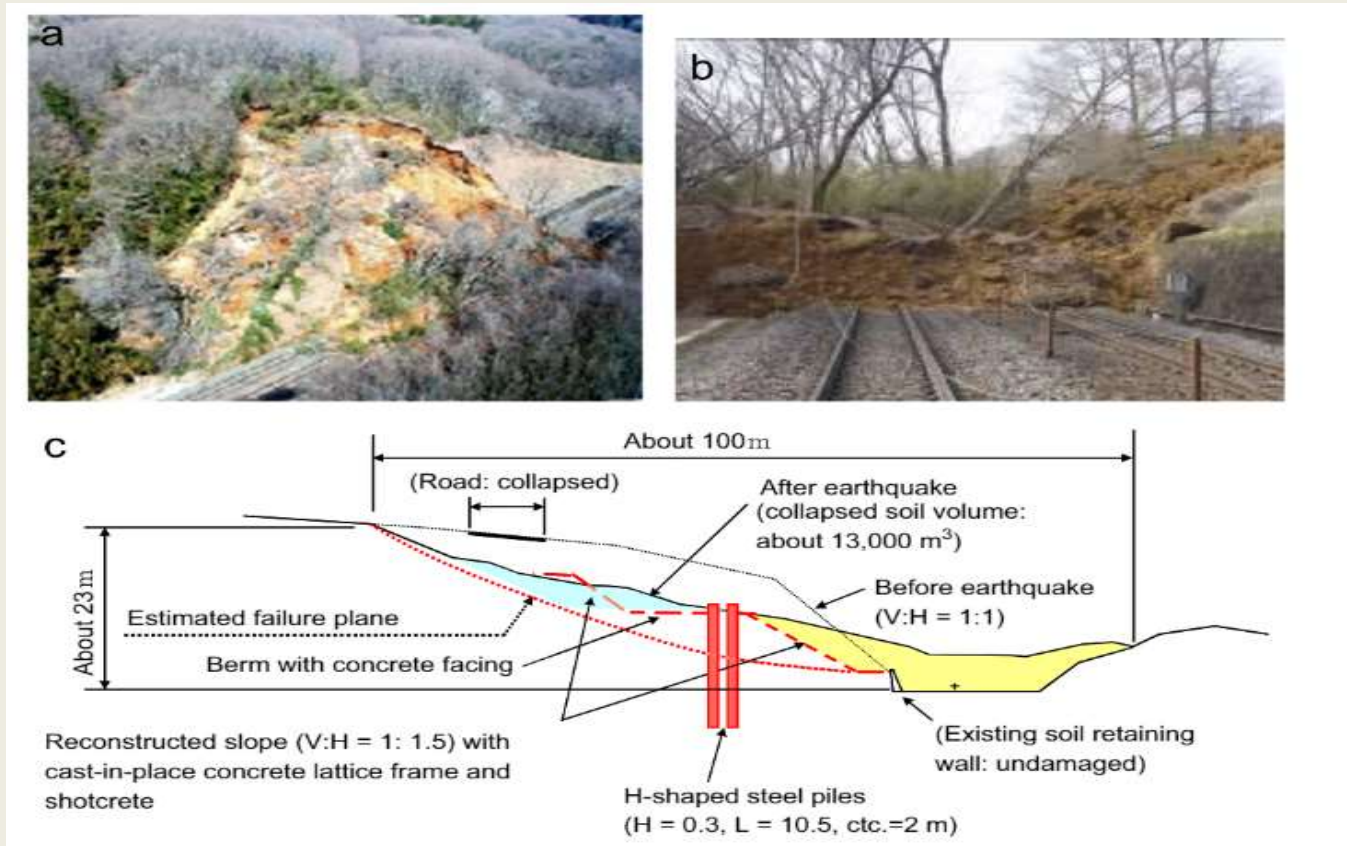 a
b
c
About 100m
(Road: collapsed)
After earthquake
(collapsed soil volume:
about 13,000 m³)
About 23m
Estimated failure plane
Before earthquake
(V:H = 1:1)
Berm with concrete facing
Reconstructed slope (V:H = 1: 1.5) with
cast-in-place concrete lattice frame and
shotcrete
(Existing soil retaining
wall: undamaged)
H-shaped steel piles
(H = 0.3, L = 10.5, ctc.=2 m)